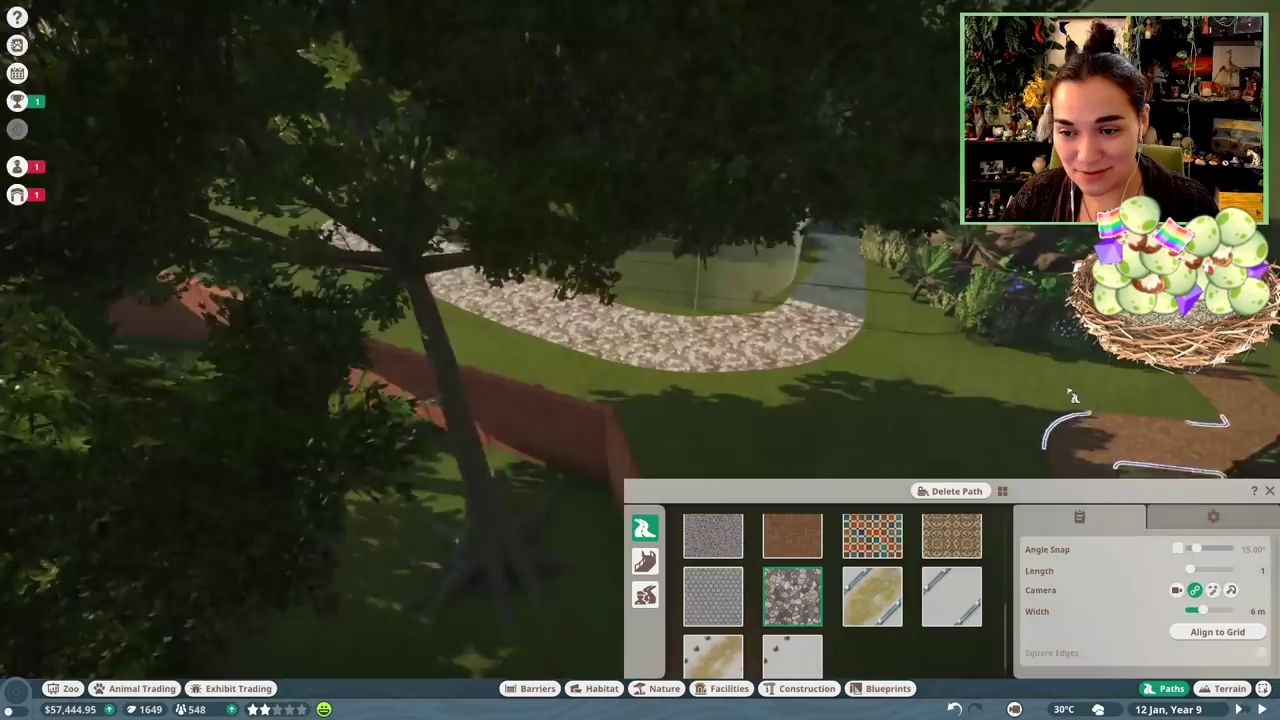 ?
1
1
1
Delete Path
?
Angle Snap 15.00°
Length 1
Camera
Width 6 m
Align to Grid
Square Edges
Zoo Animal Trading Exhibit Trading Barriers Habitat Nature Facilities Construction Blueprints Paths Terrain
$57,444.95 1649 548 30°C 12 Jan, Year 9